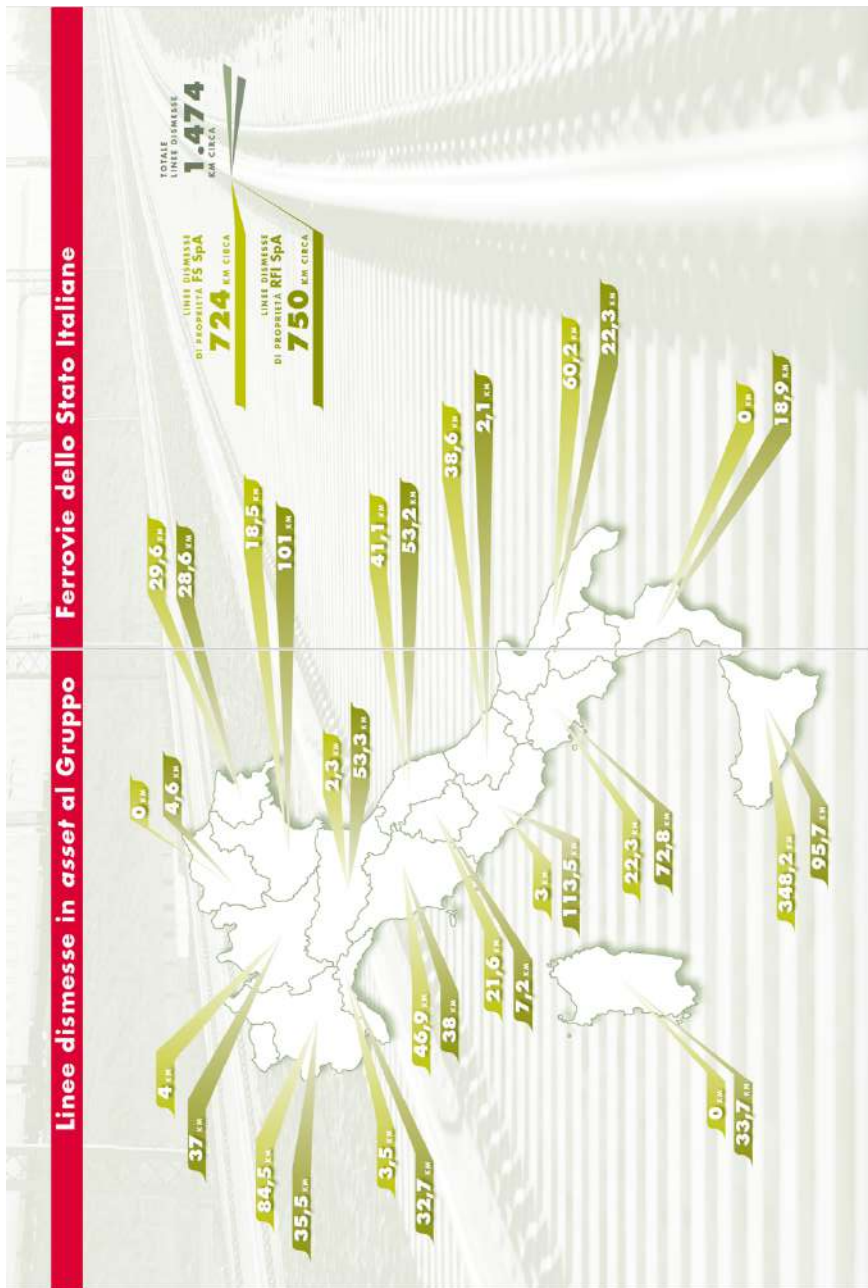 Linee dismesse in asset al Gruppo Ferrovie dello Stato Italiane
TOTALE
LINEE DISMESSE
1.474
KM CIRCA
LINEE DISMESSE
DI PROPRIETÀ FS SpA
724 KM CIRCA
LINEE DISMESSE
DI PROPRIETÀ RFI SpA
750 KM CIRCA
0 KM
4,6 KM
29,6 KM
28,6 KM
4 KM
37 KM
18,5 KM
101 KM
84,5 KM
35,5 KM
2,3 KM
53,3 KM
3,5 KM
32,7 KM
41,1 KM
53,2 KM
46,9 KM
38 KM
38,6 KM
2,1 KM
21,6 KM
7,2 KM
3 KM
113,5 KM
60,2 KM
22,3 KM
22,3 KM
72,8 KM
0 KM
18,9 KM
0 KM
33,7 KM
348,2 KM
95,7 KM